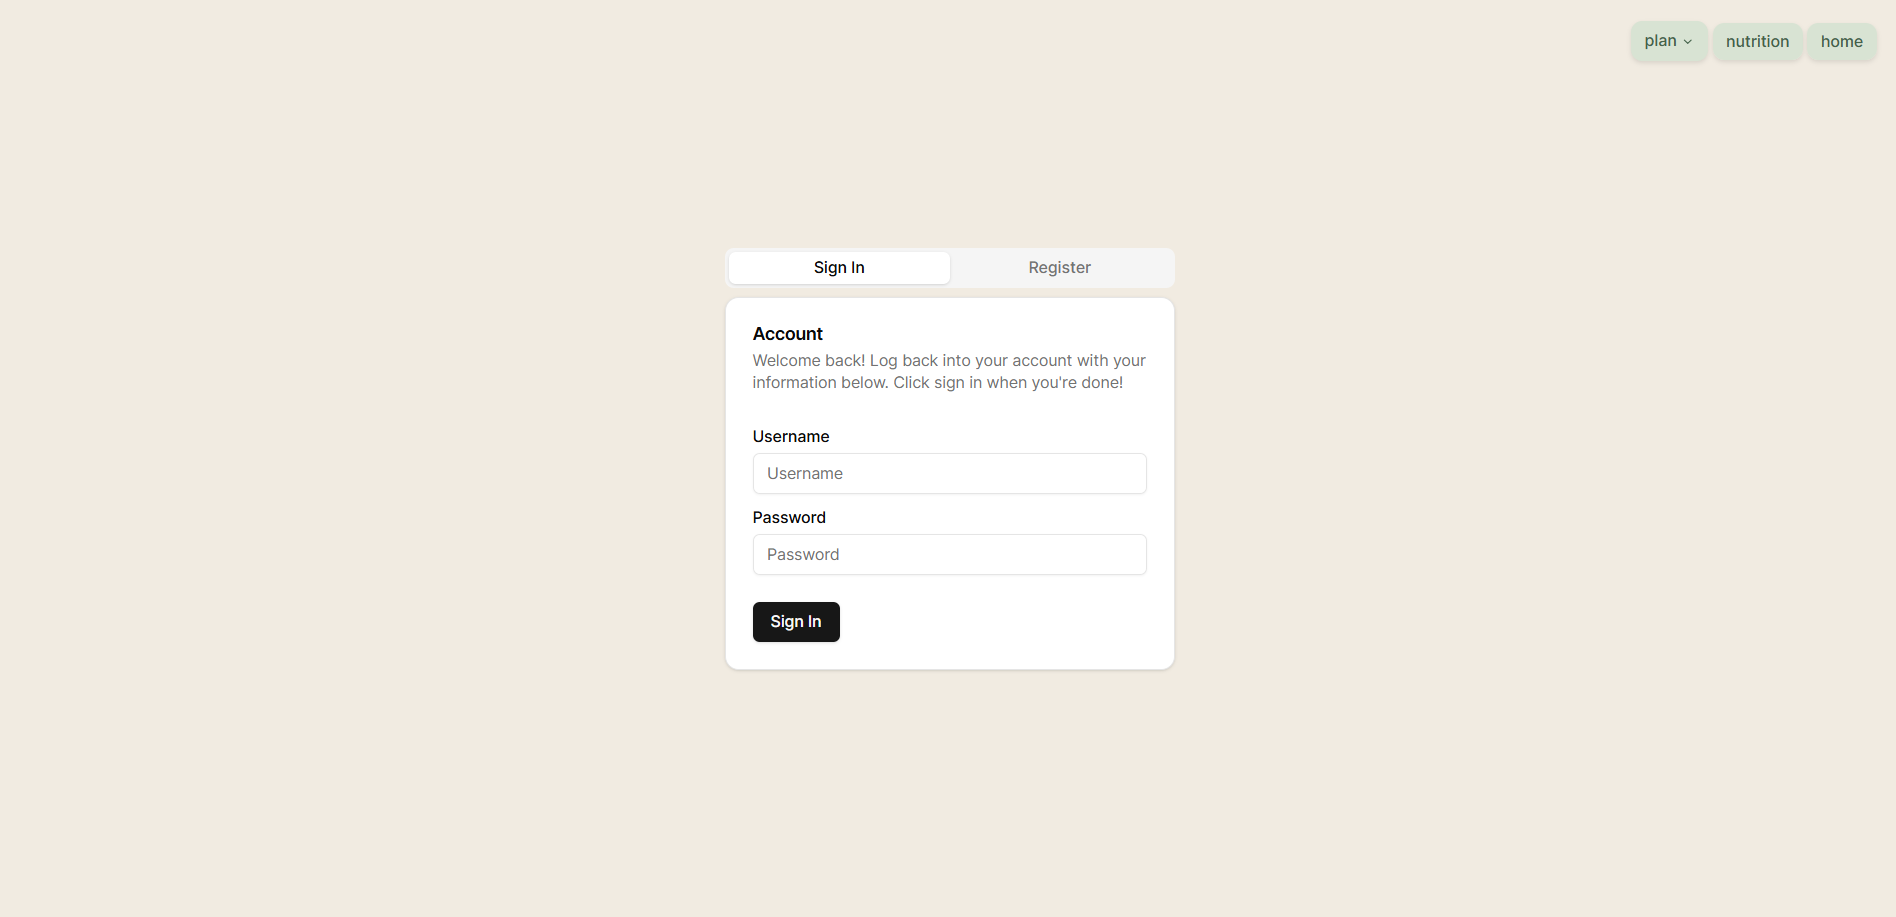 plan
nutrition
home
Sign In
Register
Account
Welcome back! Log back into your account with your
information below. Click sign in when you're done!
Username
Username
Password
Password
Sign In